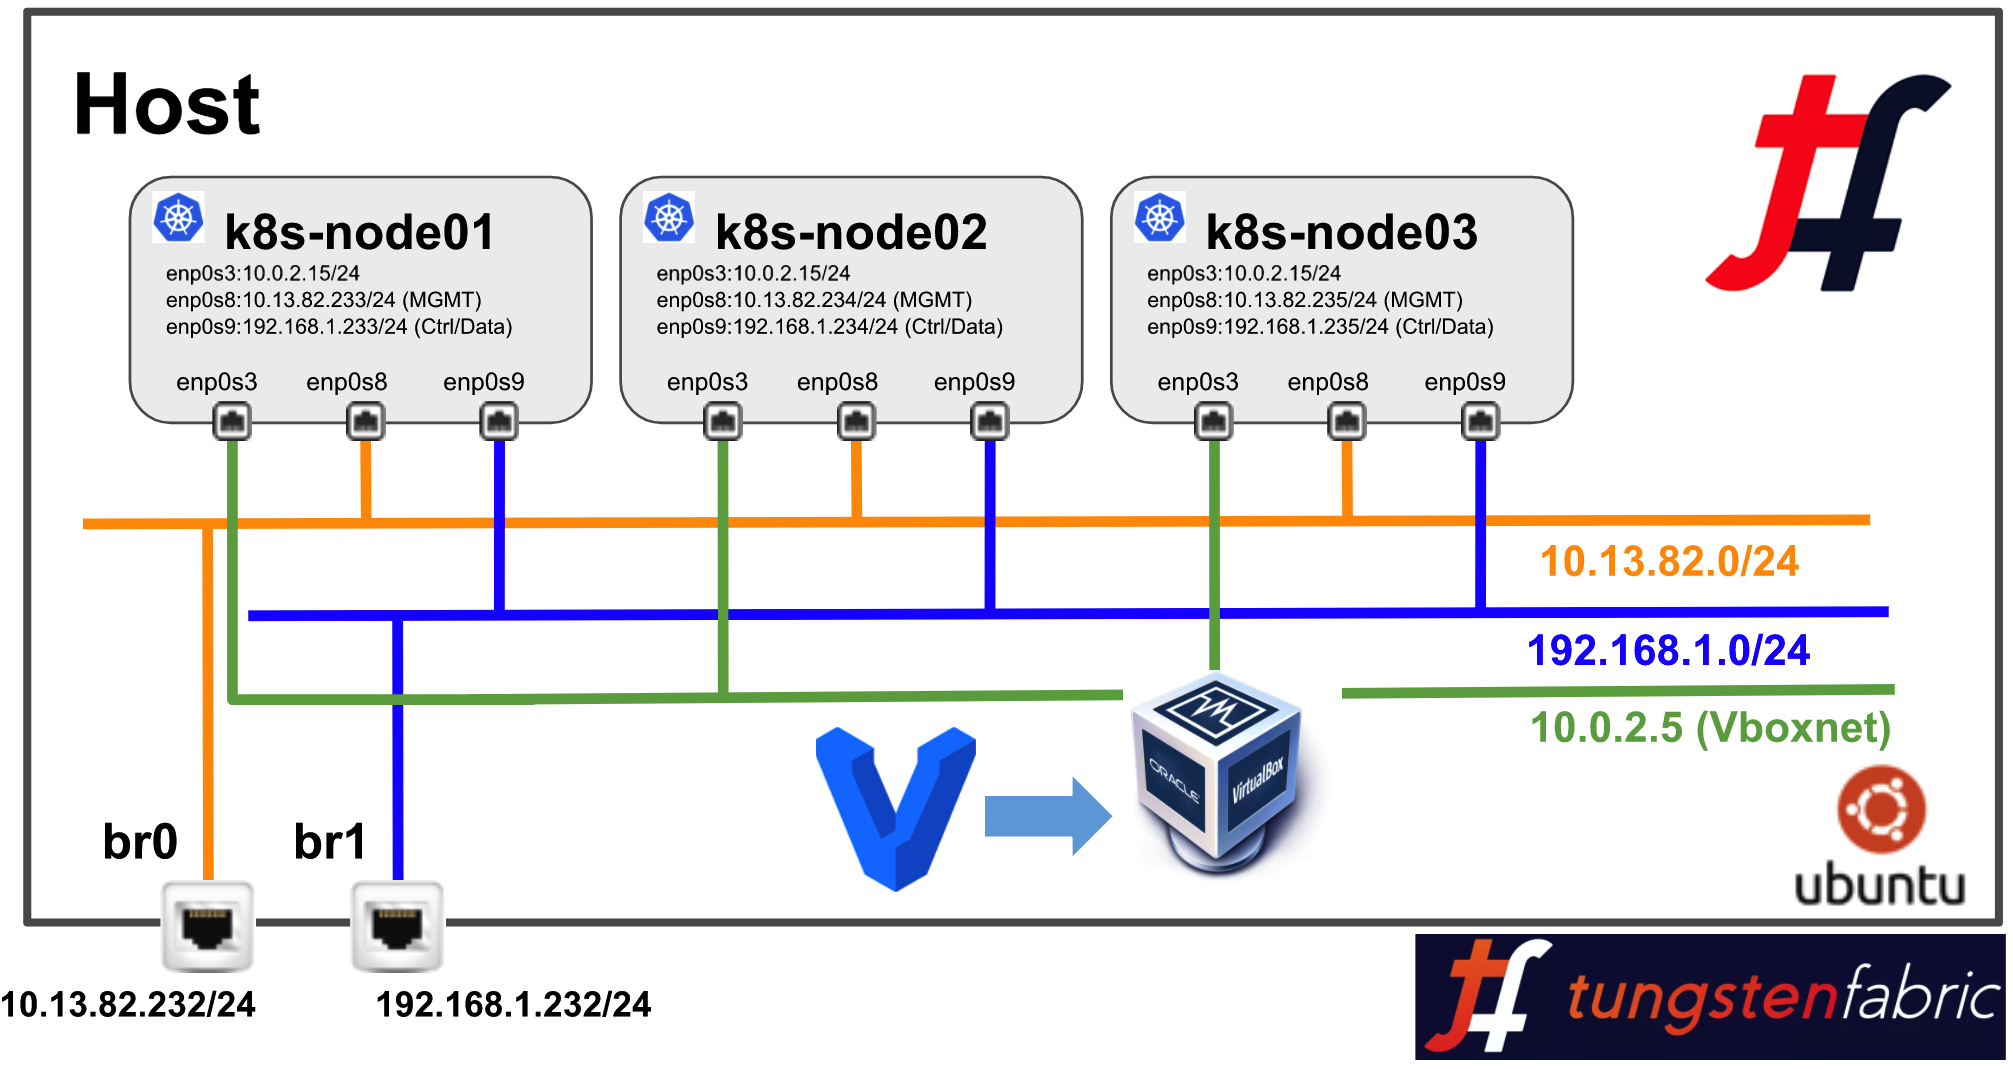 Host
k8s-node01
enp0s3:10.0.2.15/24
enp0s8:10.13.82.233/24 (MGMT)
enp0s9:192.168.1.233/24 (Ctrl/Data)
enp0s3 enp0s8 enp0s9
k8s-node02
enp0s3:10.0.2.15/24
enp0s8:10.13.82.234/24 (MGMT)
enp0s9:192.168.1.234/24 (Ctrl/Data)
enp0s3 enp0s8 enp0s9
k8s-node03
enp0s3:10.0.2.15/24
enp0s8:10.13.82.235/24 (MGMT)
enp0s9:192.168.1.235/24 (Ctrl/Data)
enp0s3 enp0s8 enp0s9
10.13.82.0/24
192.168.1.0/24
10.0.2.5 (Vboxnet)
ORACLE
VirtualBox
br0 br1
ubuntu
10.13.82.232/24 192.168.1.232/24
tungstenfabric